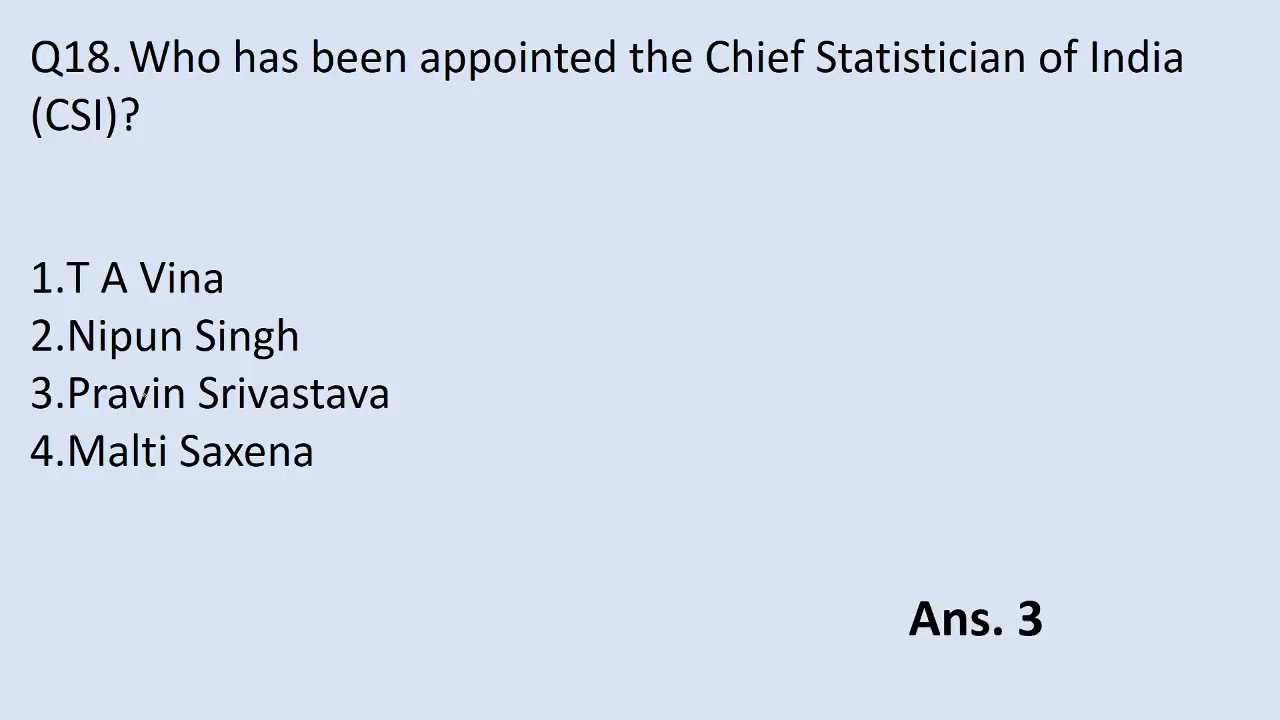 Q18. Who has been appointed the Chief Statistician of India
(CSI)?
1.T A Vina
2.Nipun Singh
3.Pravin Srivastava
4.Malti Saxena
Ans. 3